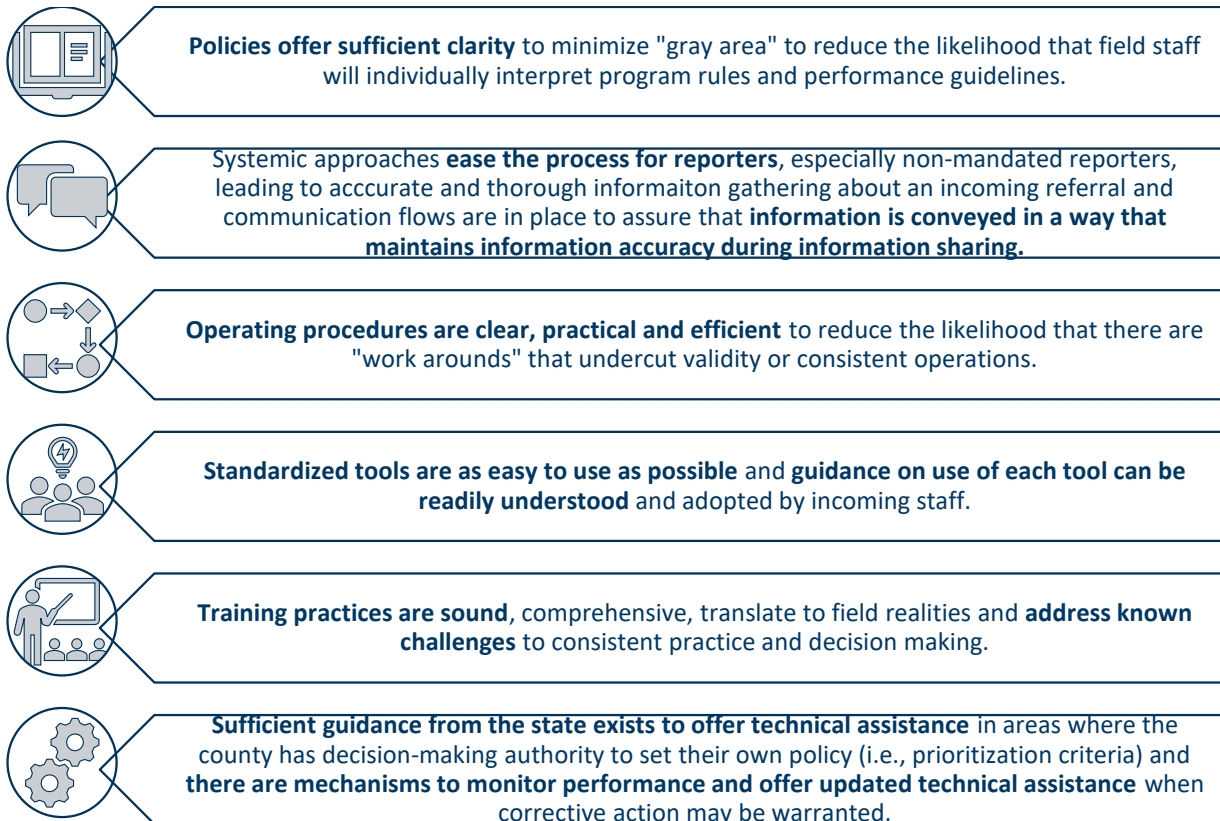 Policies offer sufficient clarity to minimize "gray area" to reduce the likelihood that field staff
will individually interpret program rules and performance guidelines.
Systemic approaches ease the process for reporters, especially non-mandated reporters,
leading to acccurate and thorough informaiton gathering about an incoming referral and
communication flows are in place to assure that information is conveyed in a way that
maintains information accuracy during information sharing.
Operating procedures are clear, practical and efficient to reduce the likelihood that there are
"work arounds" that undercut validity or consistent operations.
Standardized tools are as easy to use as possible and guidance on use of each tool can be
readily understood and adopted by incoming staff.
Training practices are sound, comprehensive, translate to field realities and address known
challenges to consistent practice and decision making.
Sufficient guidance from the state exists to offer technical assistance in areas where the
county has decision-making authority to set their own policy (i.e., prioritization criteria) and
there are mechanisms to monitor performance and offer updated technical assistance when
corrective action may be warranted.